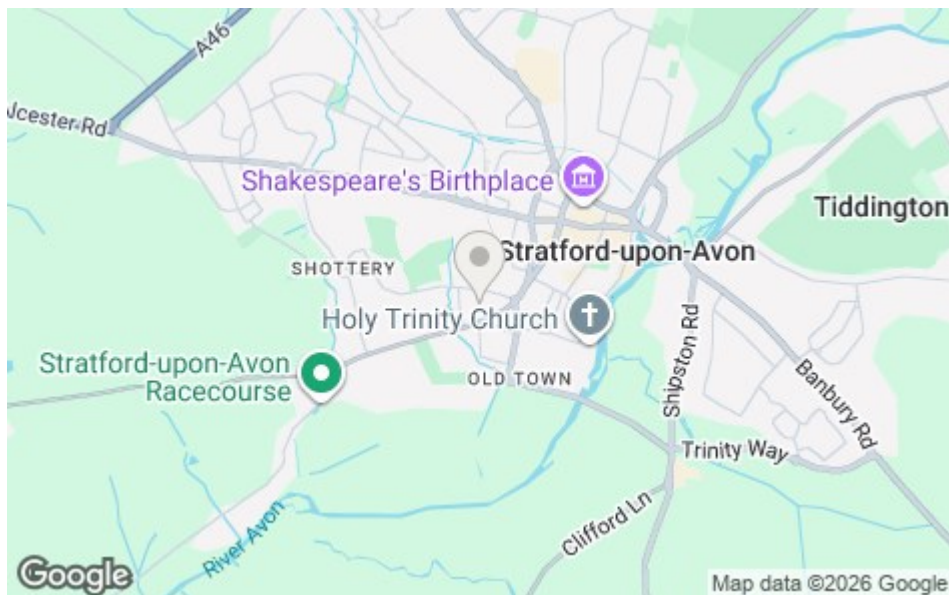 A46
lcester Rd
Shakespeare's Birthplace
Tiddington
Stratford-upon-Avon
SHOTTERY
Holy Trinity Church
Shipston Rd
Stratford-upon-Avon
Racecourse
OLD TOWN
Banbury Rd
Trinity Way
River Avon
Clifford Ln
Google
Map data ©2026 Google